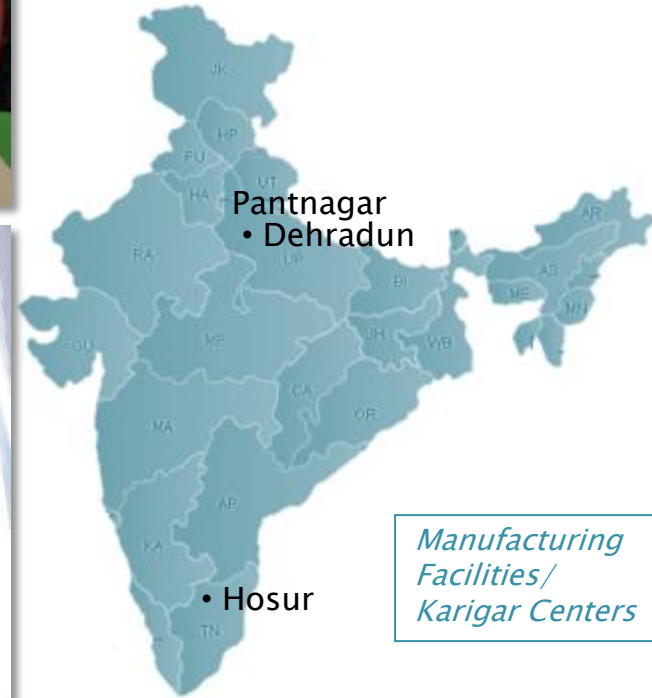 JK
HP
PU
UT
HA
Pantnagar
• Dehradun
RA
UP
AR
AS
BI
ME
MN
GU
MP
JH
WB
CA
OR
MA
AP
KA
Manufacturing
Facilities/
Karigar Centers
• Hosur
TN